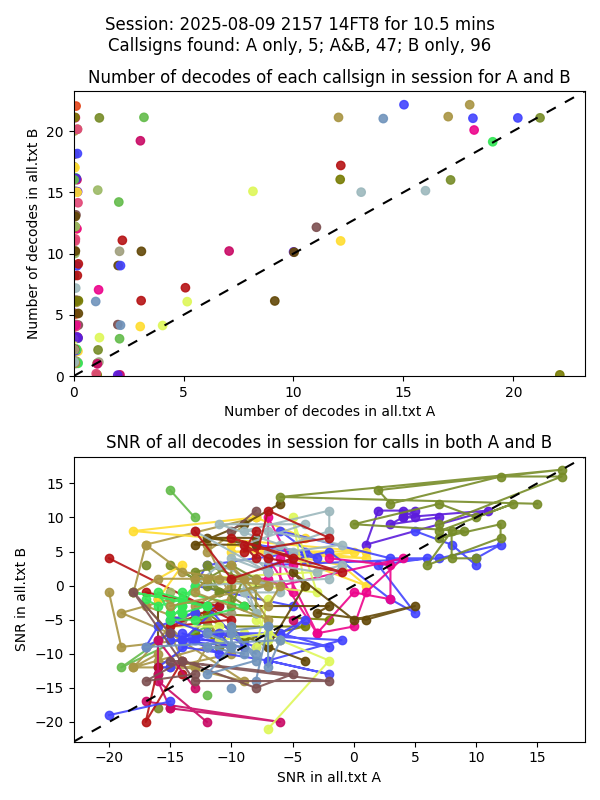 Session: 2025-08-09 2157 14FT8 for 10.5 mins
Callsigns found: A only, 5; A&B, 47; B only, 96
Number of decodes of each callsign in session for A and B
Number of decodes in all.txt B
20
15
10
5
0
0 5 10 15 20
Number of decodes in all.txt A
SNR of all decodes in session for calls in both A and B
SNR in all.txt B
15
10
5
0
−5
−10
−15
−20
−20 −15 −10 −5 0 5 10 15
SNR in all.txt A